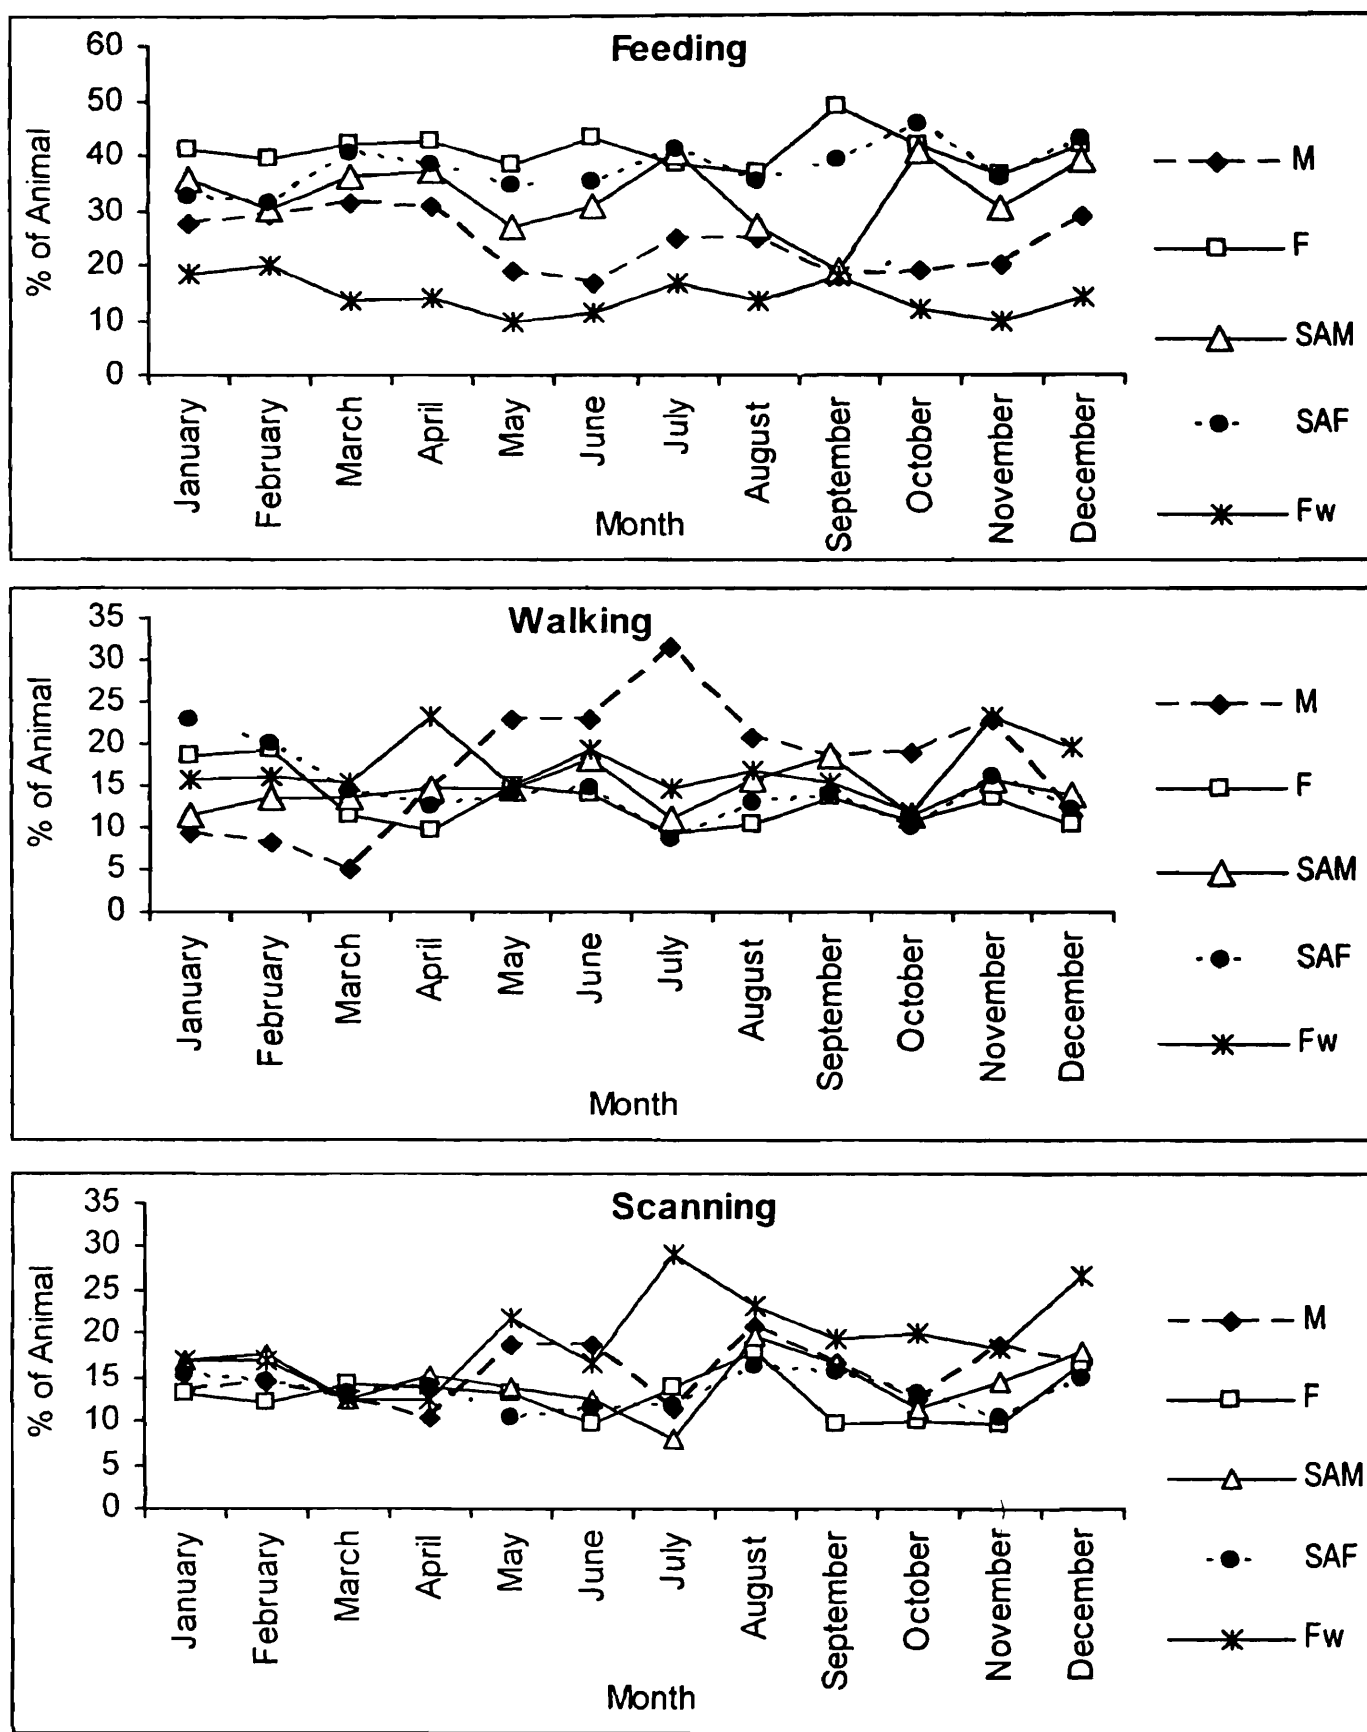 Feeding
60
50
40
30
20
10
0
% of Animal
January
February
March
April
May
June
July
August
September
October
November
December
Month
M
F
SAM
SAF
Fw
Walking
35
30
25
20
15
10
5
0
% of Animal
January
February
March
April
May
June
July
August
September
October
November
December
Month
M
F
SAM
SAF
Fw
Scanning
35
30
25
20
15
10
5
0
% of Animal
January
February
March
April
May
June
July
August
September
October
November
December
Month
M
F
SAM
SAF
Fw